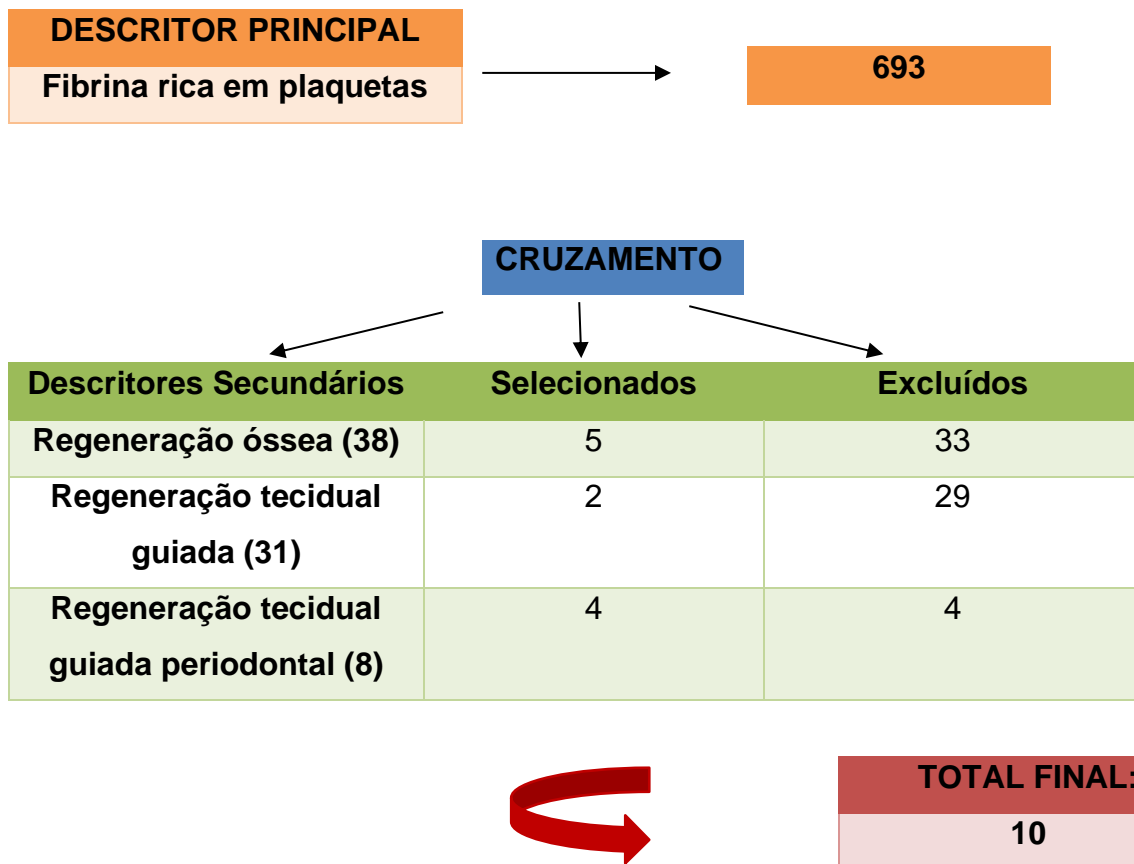 DESCRITOR PRINCIPAL
Fibrina rica em plaquetas
693
CRUZAMENTO
Descritores Secundários Selecionados Excluídos
Regeneração óssea (38) 5 33
Regeneração tecidual 2 29
guiada (31)
Regeneração tecidual 4 4
guiada periodontal (8)
TOTAL FINAL:
10